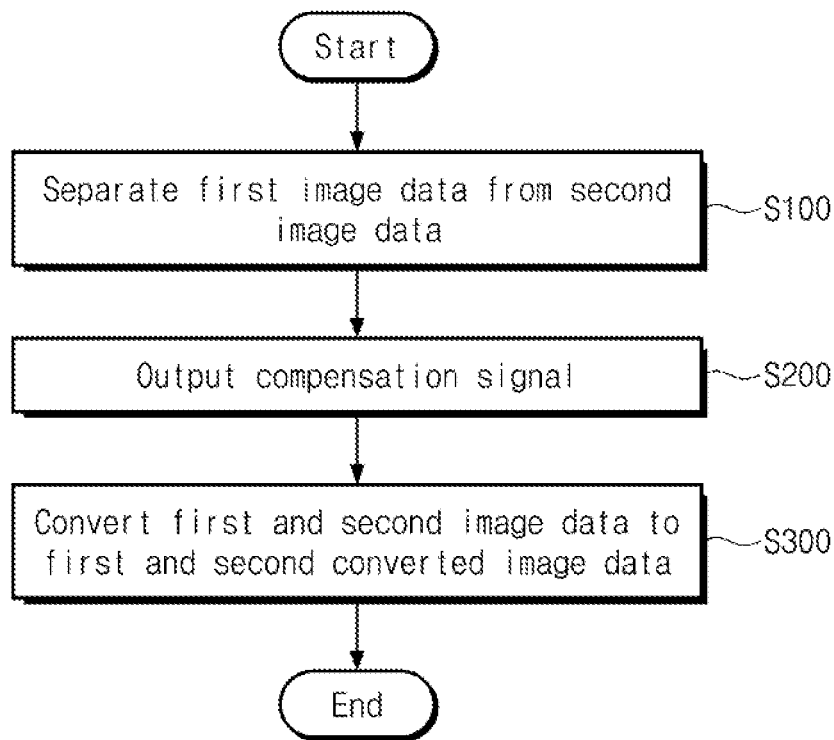 Start
Separate first image data from second
image data
S100
Output compensation signal
S200
Convert first and second image data to
first and second converted image data
S300
End